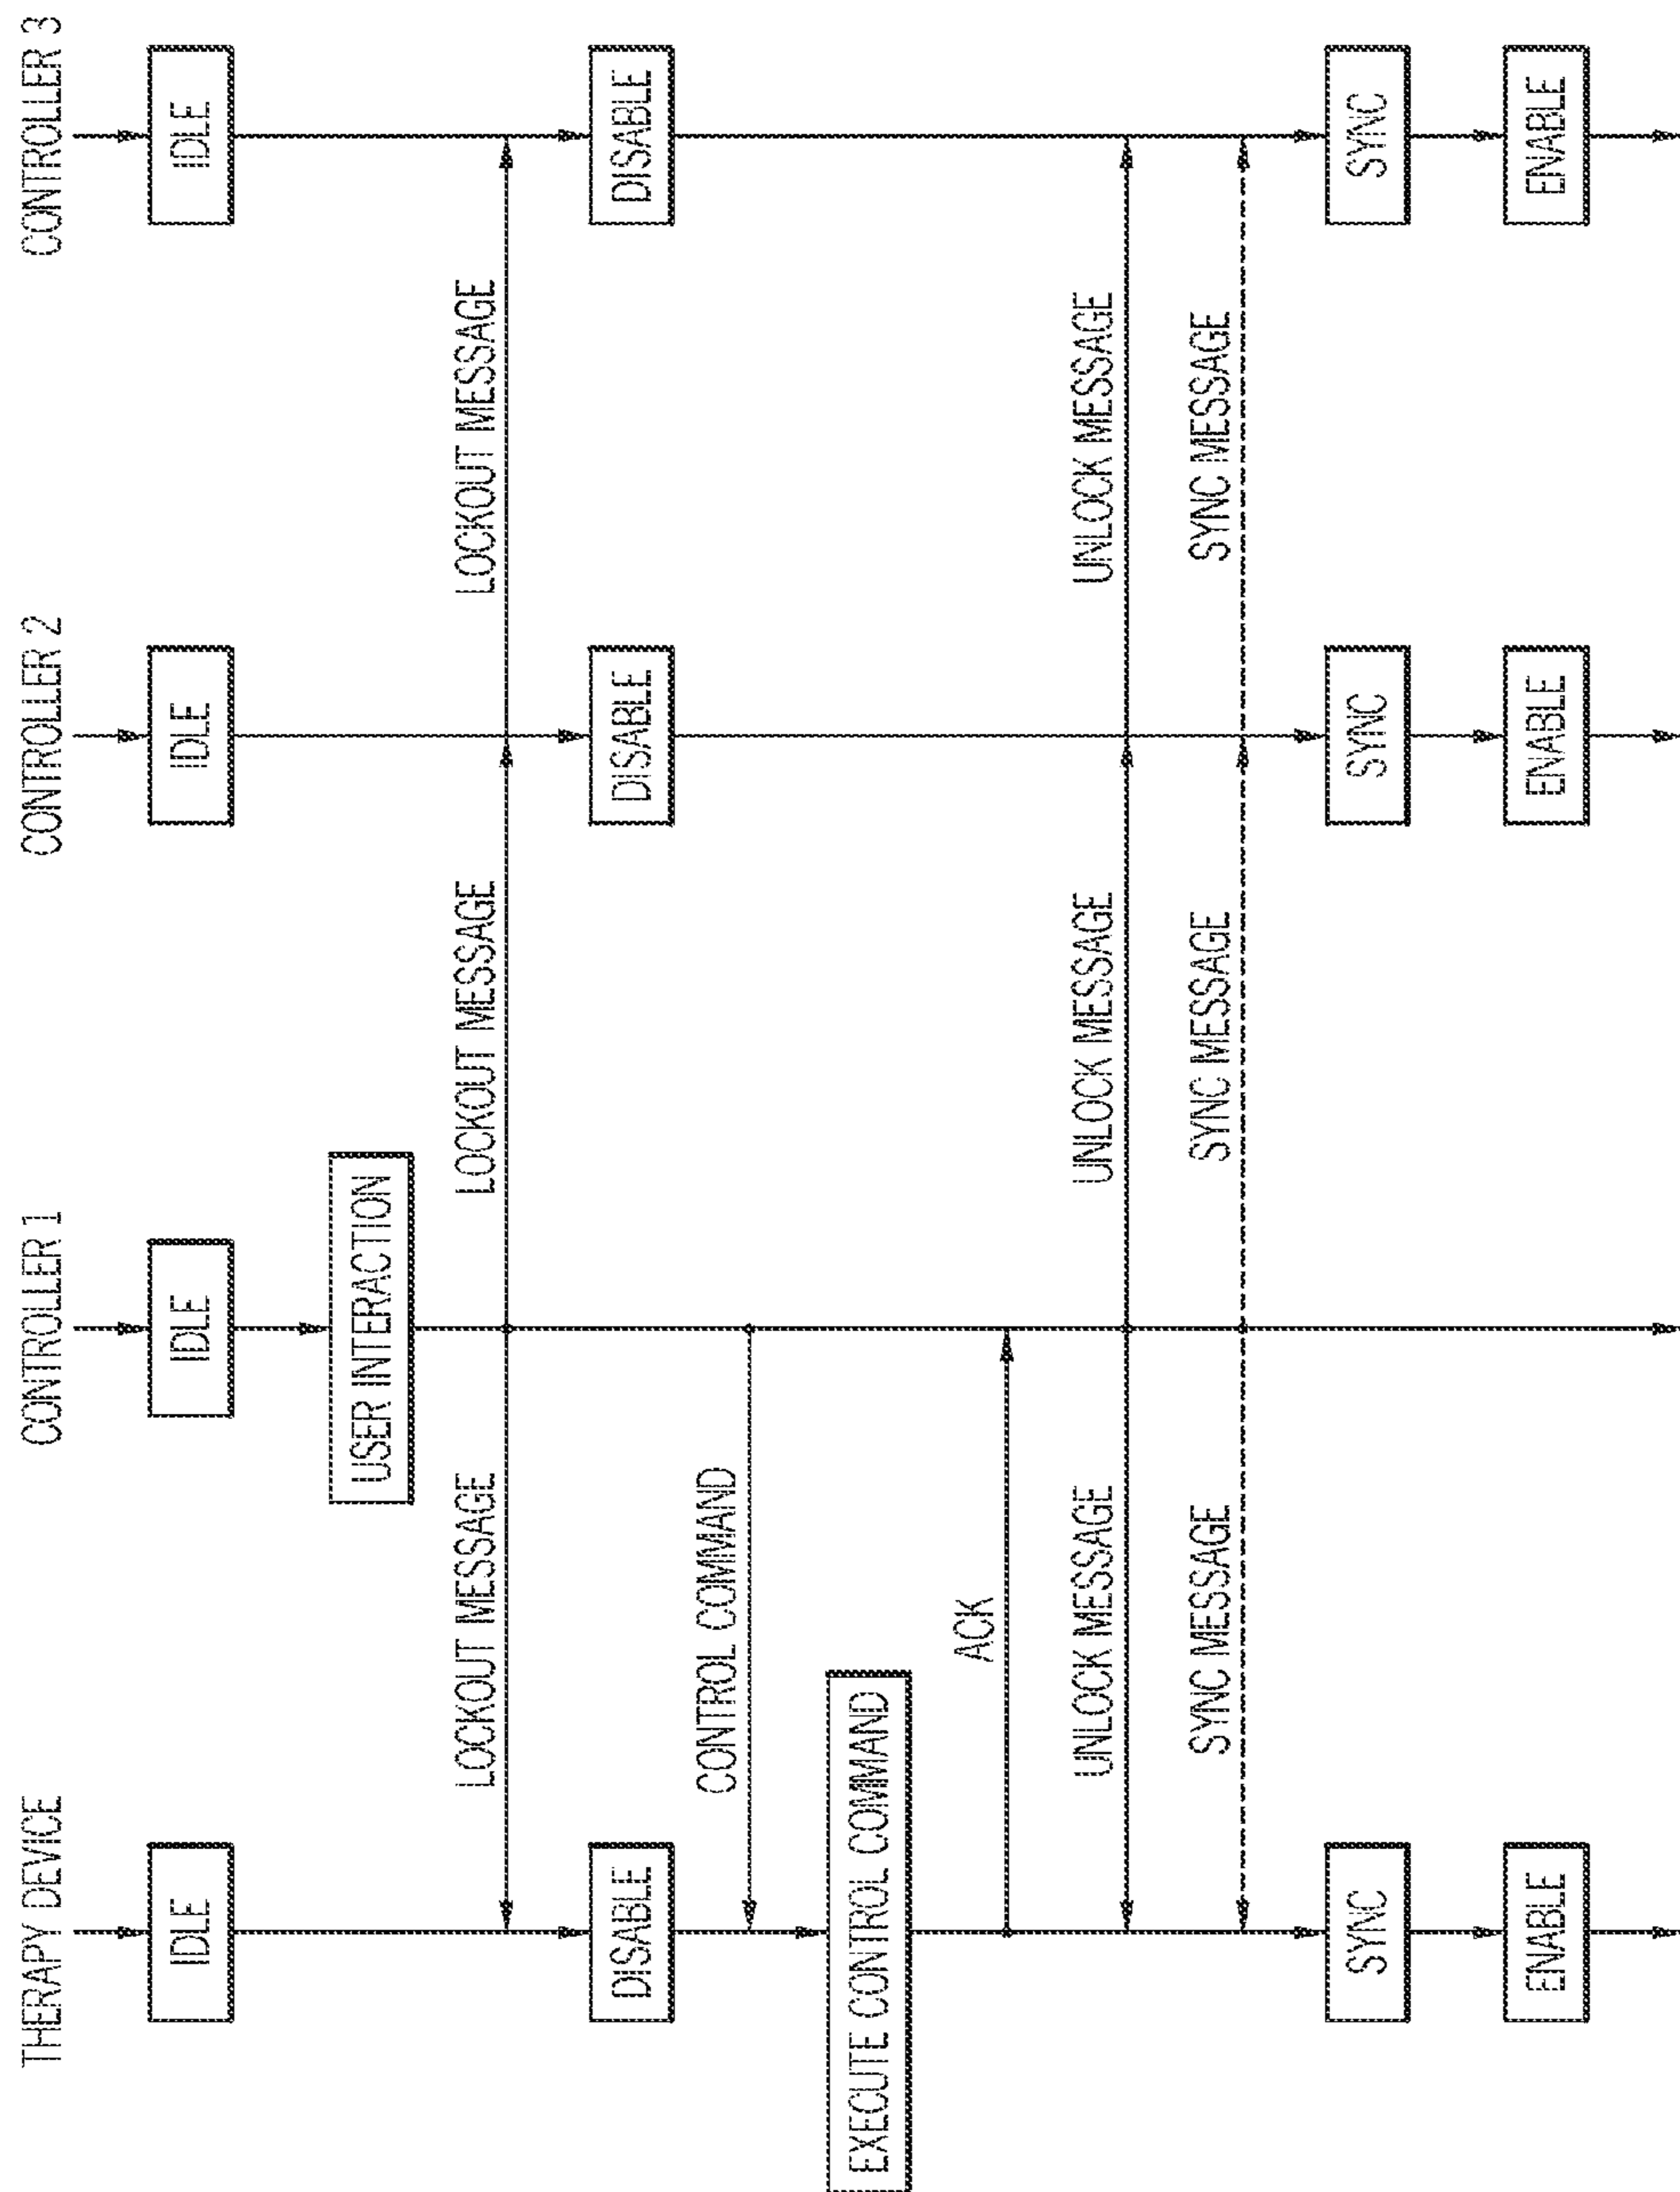 THERAPY DEVICE
CONTROLLER 1
CONTROLLER 2
CONTROLLER 3
IDLE
IDLE
IDLE
IDLE
USER INTERACTION
LOCKOUT MESSAGE
LOCKOUT MESSAGE
LOCKOUT MESSAGE
DISABLE
DISABLE
DISABLE
CONTROL COMMAND
EXECUTE CONTROL COMMAND
ACK
UNLOCK MESSAGE
UNLOCK MESSAGE
UNLOCK MESSAGE
SYNC MESSAGE
SYNC MESSAGE
SYNC MESSAGE
SYNC
SYNC
SYNC
ENABLE
ENABLE
ENABLE